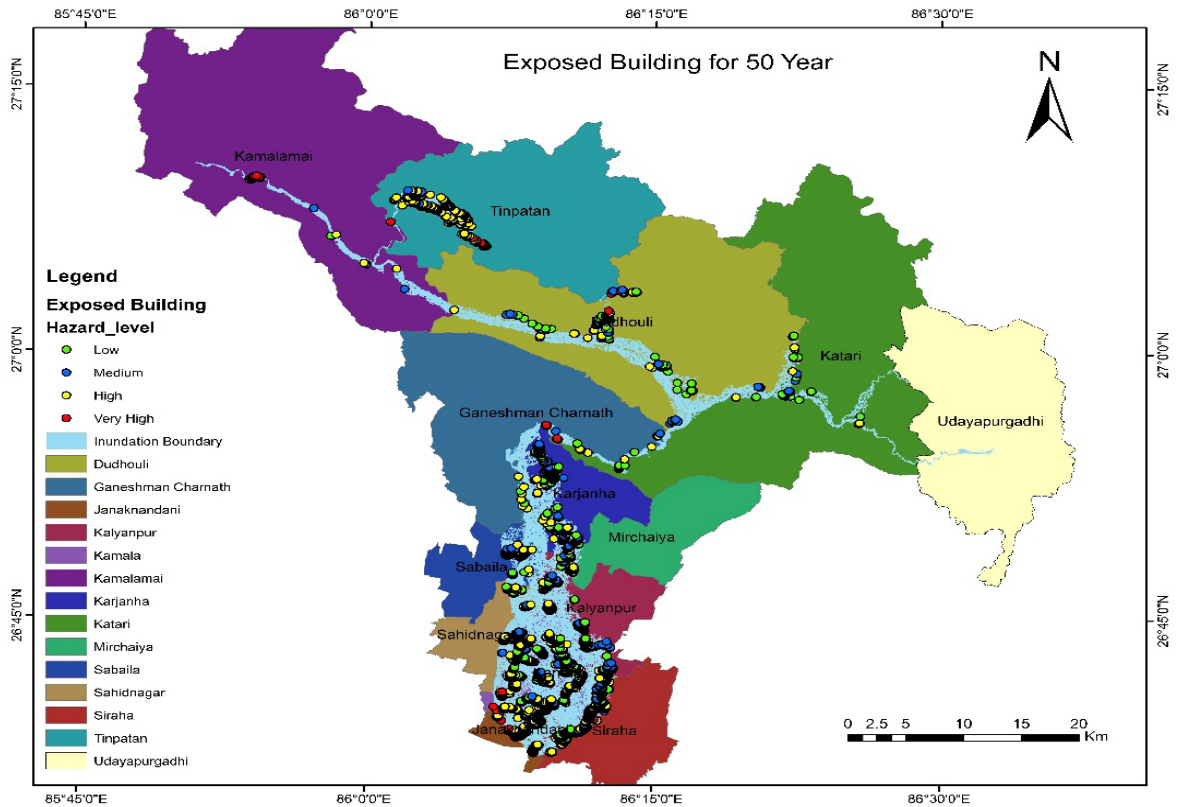 85°45'0"E 86°0'0"E 86°15'0"E 86°30'0"E
Exposed Building for 50 Year
N
27°15'0"N
27°15'0"N
Kamalamai
Tinpatan
Legend
Exposed Building
Hazard_level
Low
Medium
High
Very High
Inundation Boundary
Dudhouli
Ganeshman Charnath
Janaknandani
Kalyanpur
Kamala
Kamalamai
Karjanha
Katari
Mirchaiya
Sabaila
Sahidnagar
Siraha
Tinpatan
Udayapurgadhi
27°0'0"N
27°0'0"N
Katari
Ganeshman Charnath
Udayapurgadhi
Karjanha
Mirchaiya
Sabaila
Kalyanpur
26°45'0"N
26°45'0"N
Siraha
0 2.5 5 10 15 20
Km
85°45'0"E 86°0'0"E 86°15'0"E 86°30'0"E